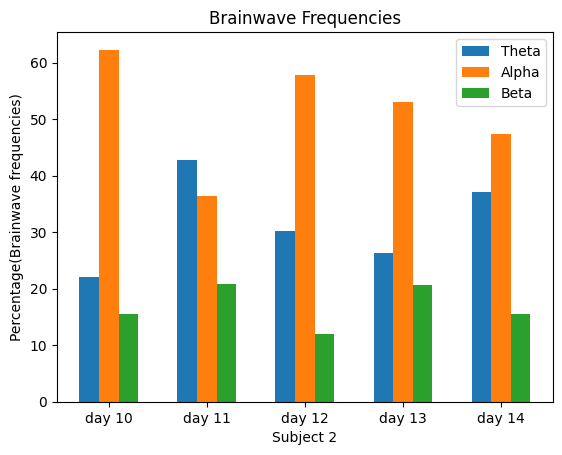 Brainwave Frequencies
Theta
Alpha
Beta
Percentage(Brainwave frequencies)
60
50
40
30
20
10
0
day 10 day 11 day 12 day 13 day 14
Subject 2